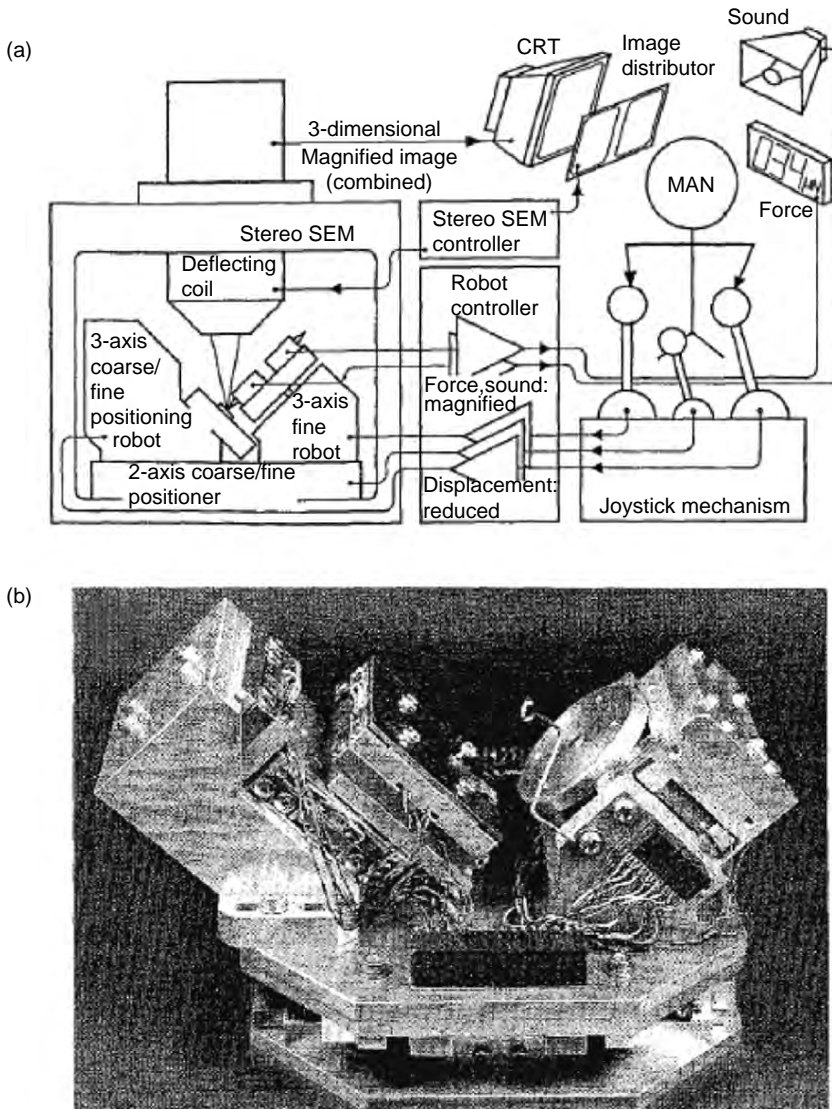 (a)
Sound
CRT
Image
distributor
3-dimensional
Magnified image
(combined)
MAN
Force
Stereo SEM
Stereo SEM
controller
Deflecting
coil
Robot
controller
3-axis
coarse/
fine
positioning
robot
3-axis
fine
robot
Force,sound:
magnified
2-axis coarse/fine
positioner
Displacement:
reduced
Joystick mechanism
(b)